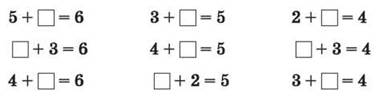 5 + □ = 6   3 + □ = 5   2 + □ = 4
□ + 3 = 6   4 + □ = 5   □ + 3 = 4
4 + □ = 6   □ + 2 = 5   3 + □ = 4